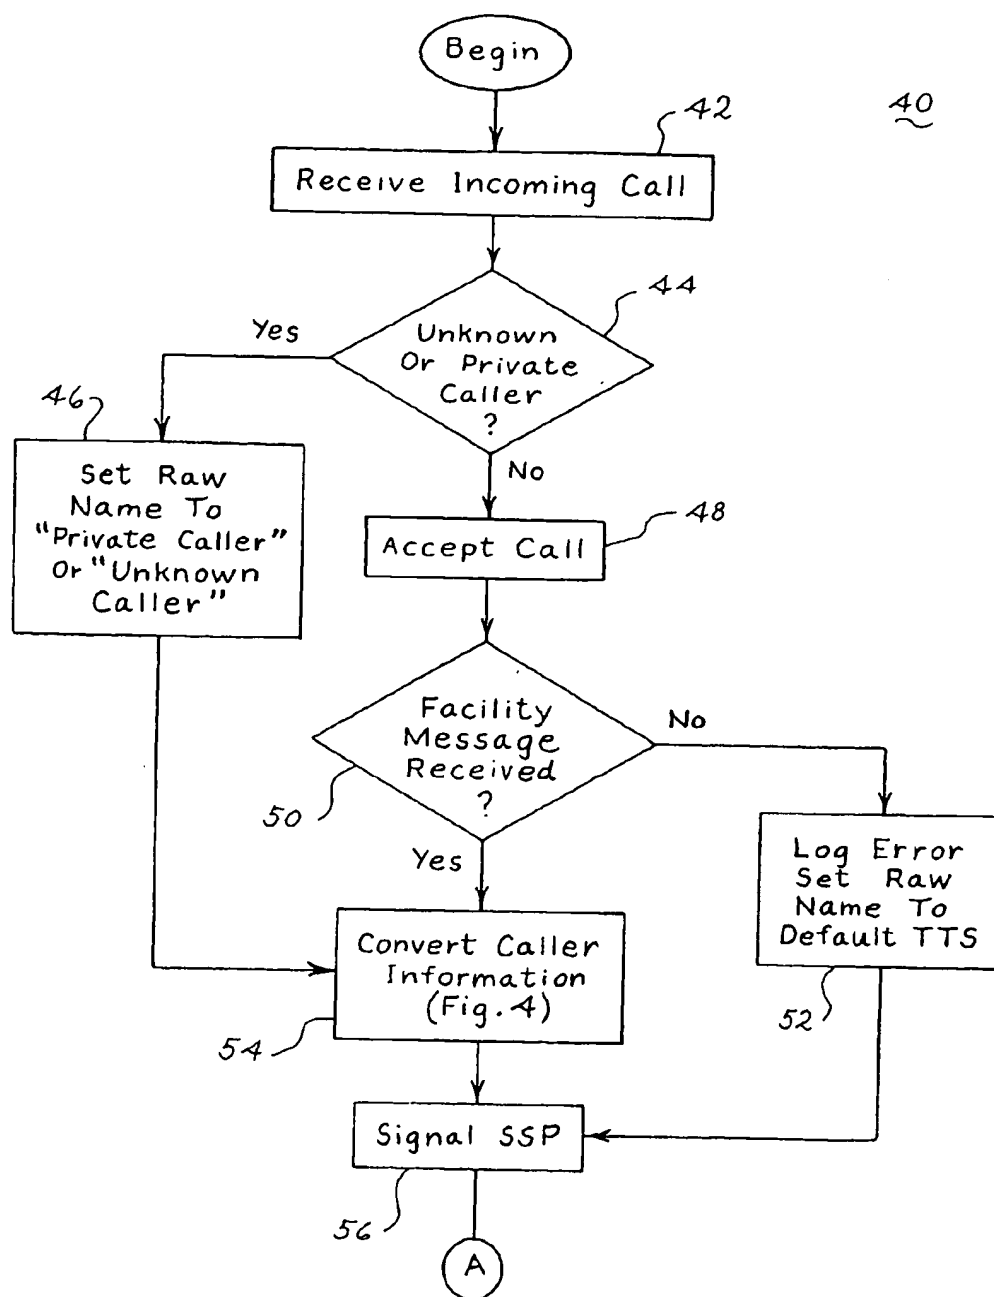 Begin
40
42
Receive Incoming Call
44
Unknown
Or Private
Caller
?
Yes
No
46
Set Raw
Name To
"Private Caller"
Or "Unknown
Caller"
48
Accept Call
Facility
Message
Received
?
50
No
Yes
Log Error
Set Raw
Name To
Default TTS
52
Convert Caller
Information
(Fig. 4)
54
Signal SSP
56
A